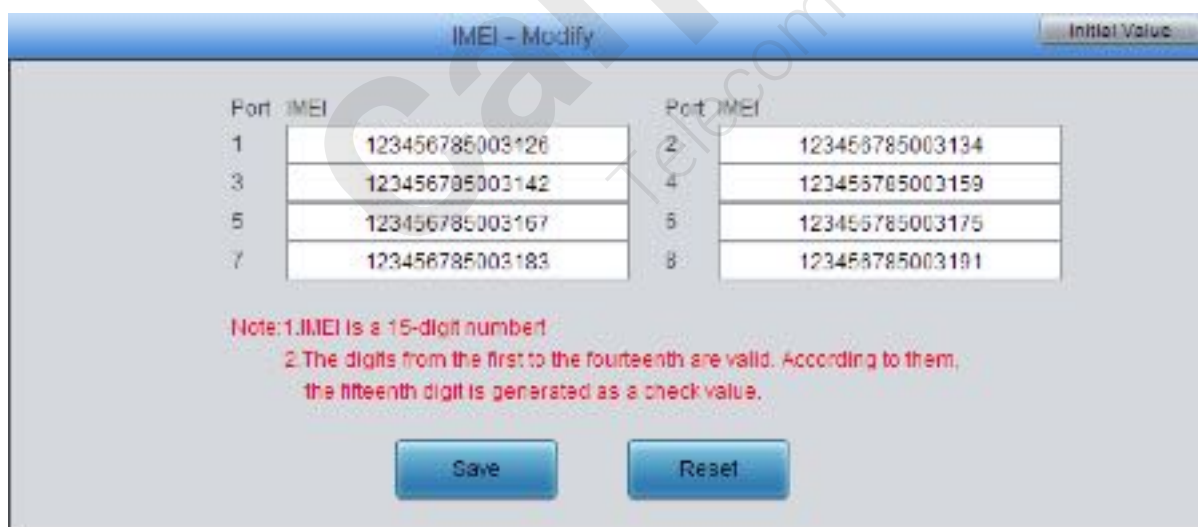 IMEI - Modify
Initial Value
Port IMEI Port IMEI
1 123456785003126 2 123456785003134
3 123456785003142 4 123456785003159
5 123456785003167 6 123456785003175
7 123456785003183 8 123456785003191
Note:1.IMEI is a 15-digit number!
2.The digits from the first to the fourteenth are valid. According to them,
the fifteenth digit is generated as a check value.
Save Reset
Telecom